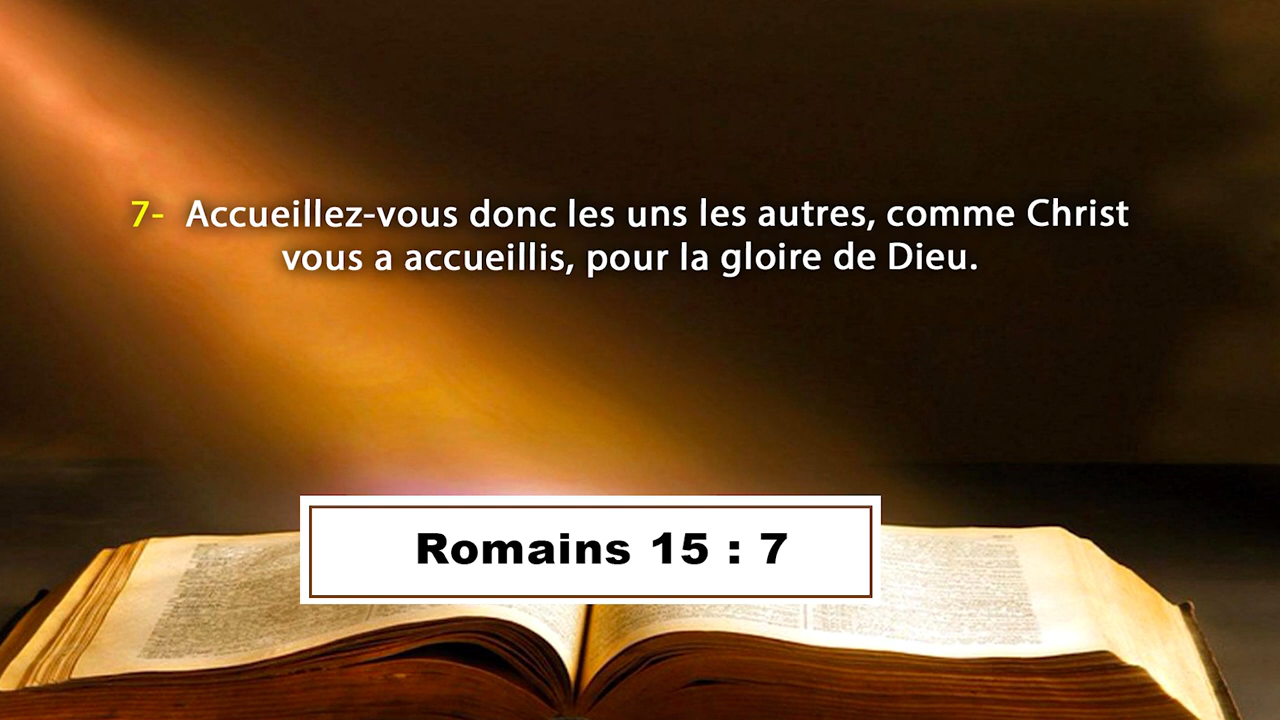 7- Accueillez-vous donc les uns les autres, comme Christ
vous a accueillis, pour la gloire de Dieu.
Romains 15 : 7